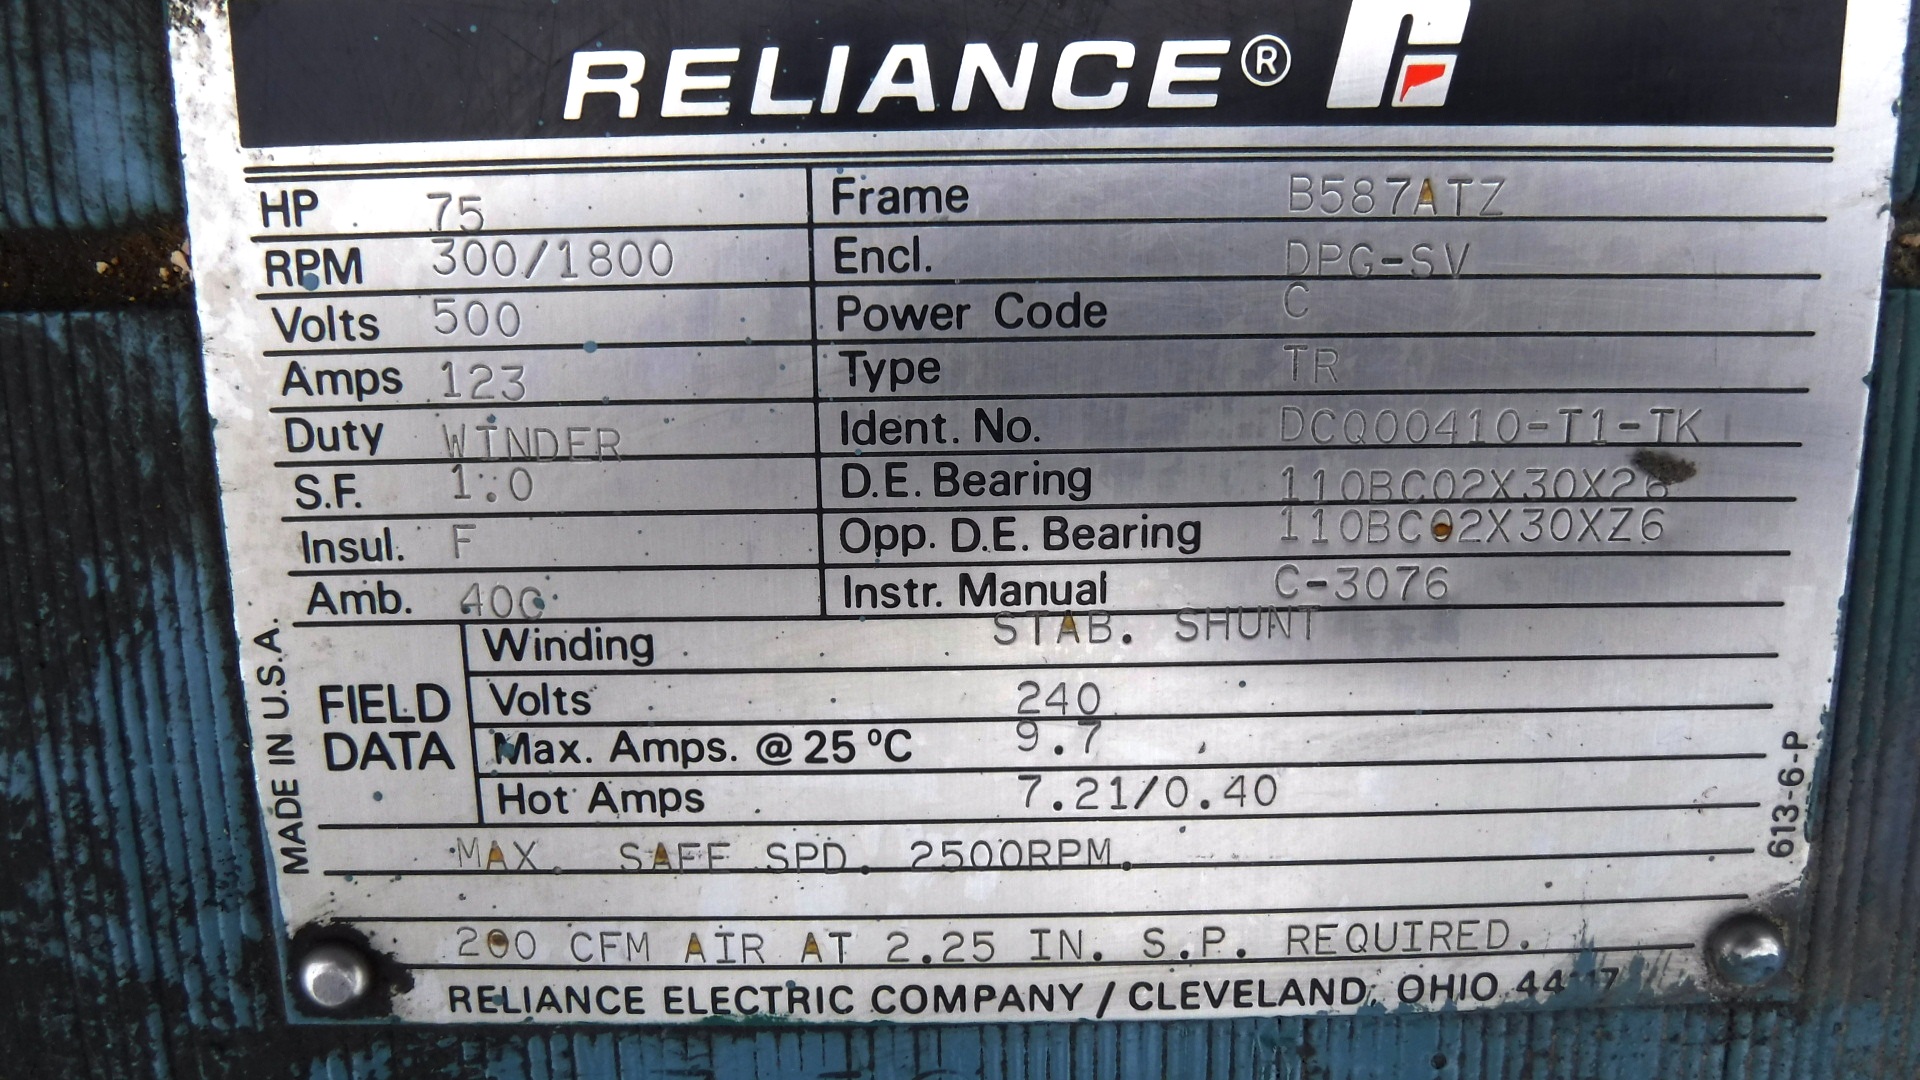 RELIANCE®
HP 75 Frame B587ATZ
RPM 300/1800 Encl. DPG-SV
Volts 500 Power Code C
Amps 123 Type TR
Duty WINDER Ident. No. DCQ00410-T1-TK
S.F. 1.0 D.E. Bearing 110BC02X30X26
Insul. F Opp. D.E. Bearing 110BC02X30XZ6
Amb. 40C Instr. Manual C-3076
FIELD DATA
Winding STAB. SHUNT
Volts 240
Max. Amps. @ 25 °C 9.7
Hot Amps 7.21/0.40
MAX. SAFE SPD. 2500RPM.
200 CFM AIR AT 2.25 IN. S.P. REQUIRED.
RELIANCE ELECTRIC COMPANY / CLEVELAND, OHIO
MADE IN U.S.A.
613-6-P